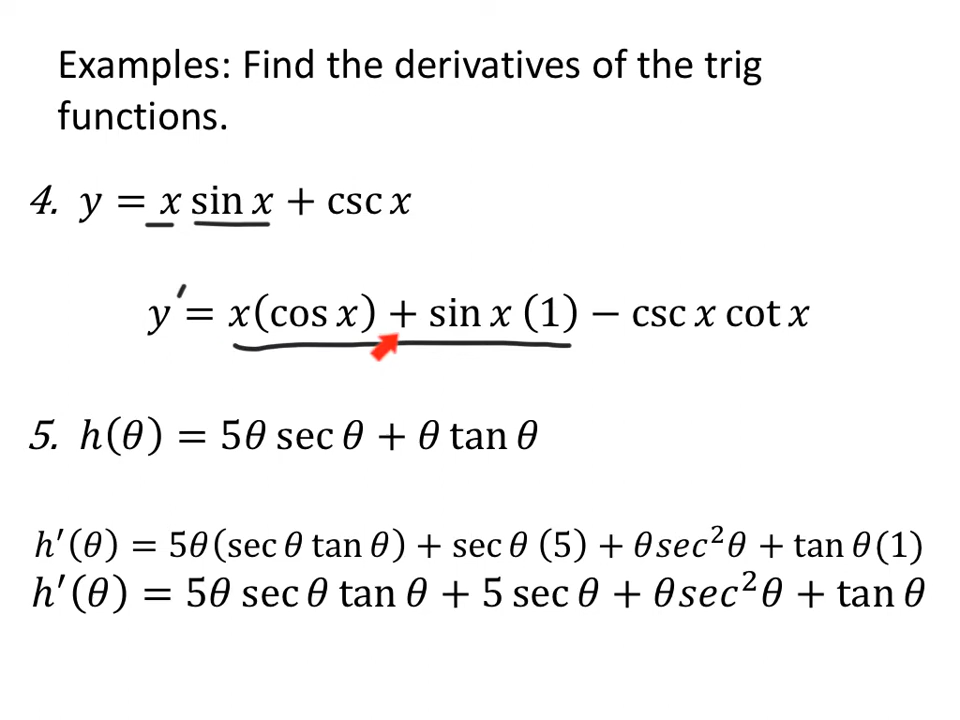 Examples: Find the derivatives of the trig
functions.
4. y = x sin x + csc x
y′ = x(cos x) + sin x (1) − csc x cot x
5. h(θ) = 5θ sec θ + θ tan θ
h′(θ) = 5θ(sec θ tan θ) + sec θ (5) + θsec²θ + tan θ(1)
h′(θ) = 5θ sec θ tan θ + 5 sec θ + θsec²θ + tan θ